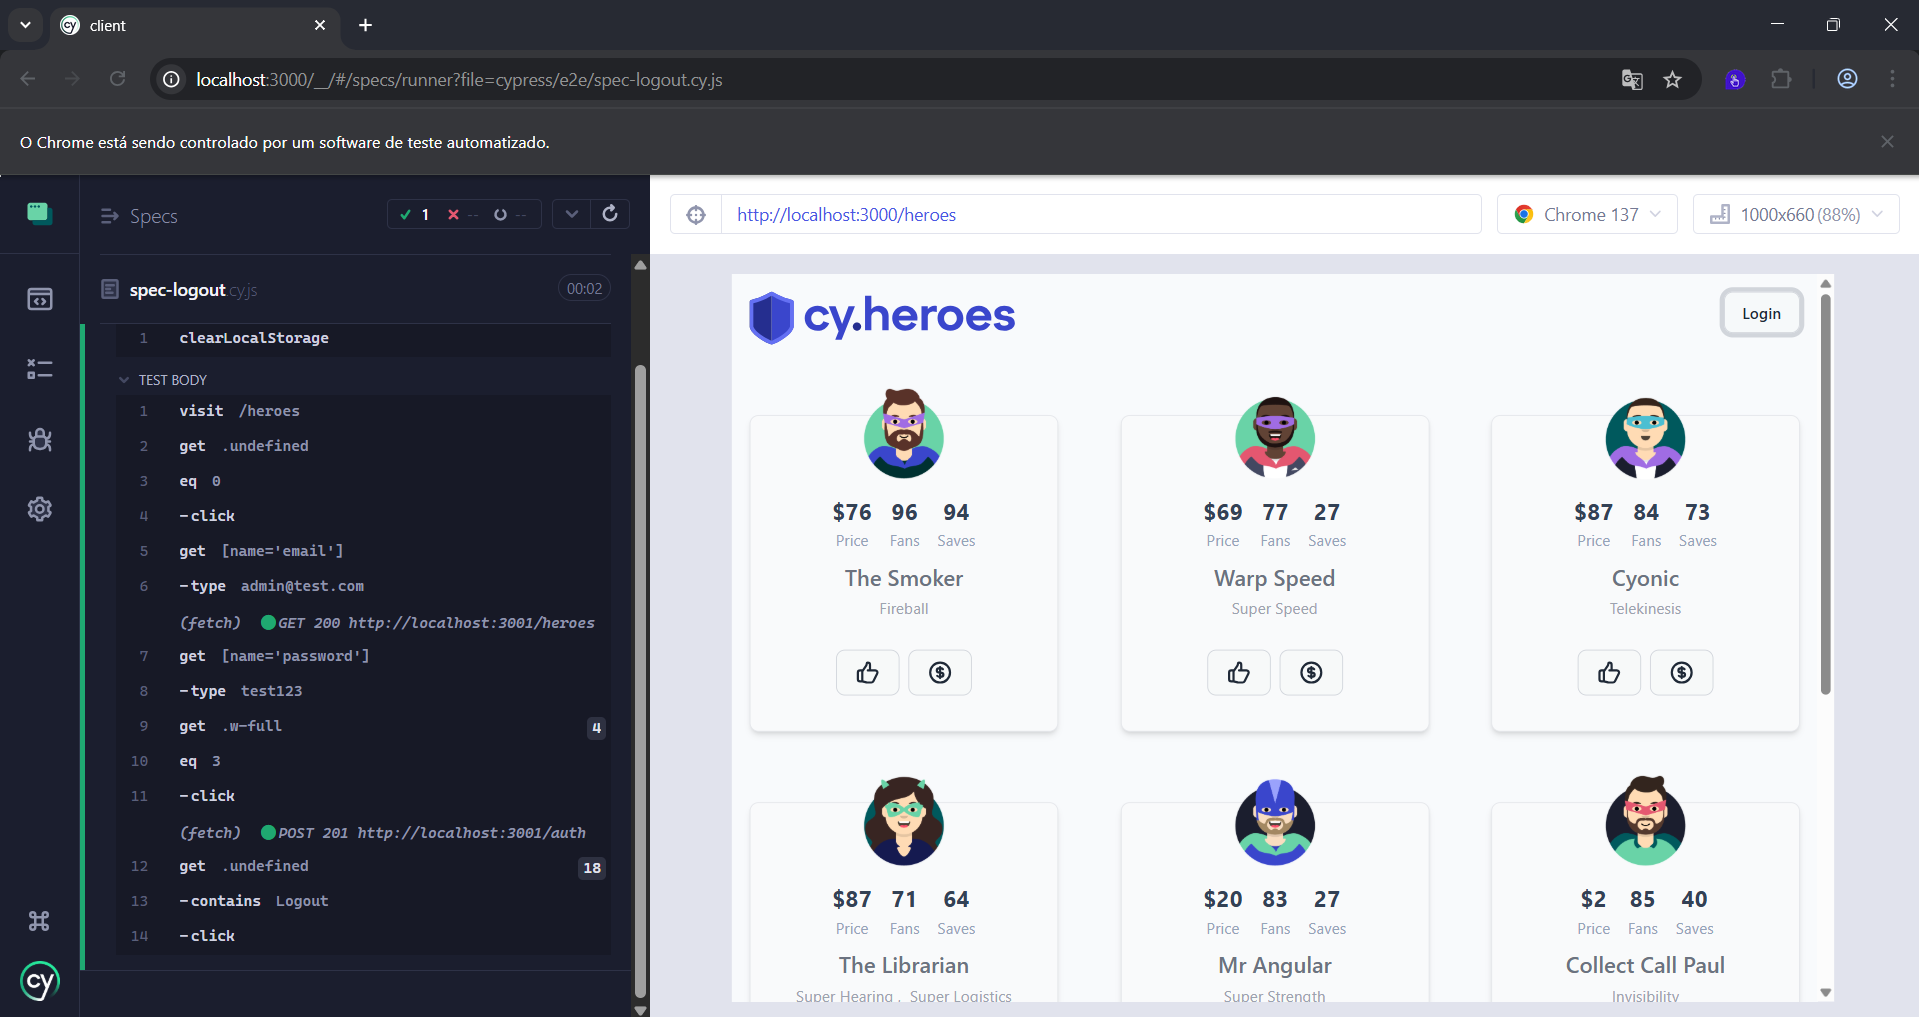 client
localhost:3000/__/#/specs/runner?file=cypress/e2e/spec-logout.cy.js
O Chrome está sendo controlado por um software de teste automatizado.
Specs
1 -- --
spec-logout cy.js
00:02
1 clearLocalStorage
TEST BODY
1 visit /heroes
2 get .undefined
3 eq 0
4 -click
5 get [name='email']
6 -type admin@test.com
(fetch) GET 200 http://localhost:3001/heroes
7 get [name='password']
8 -type test123
9 get .w-full 4
10 eq 3
11 -click
(fetch) POST 201 http://localhost:3001/auth
12 get .undefined 18
13 -contains Logout
14 -click
cy
http://localhost:3000/heroes
Chrome 137
1000x660 (88%)
cy.heroes
Login
$76 96 94
Price Fans Saves
The Smoker
Fireball
$69 77 27
Price Fans Saves
Warp Speed
Super Speed
$87 84 73
Price Fans Saves
Cyonic
Telekinesis
$87 71 64
Price Fans Saves
The Librarian
Super Hearing , Super Logistics
$20 83 27
Price Fans Saves
Mr Angular
Super Strength
$2 85 40
Price Fans Saves
Collect Call Paul
Invisibility